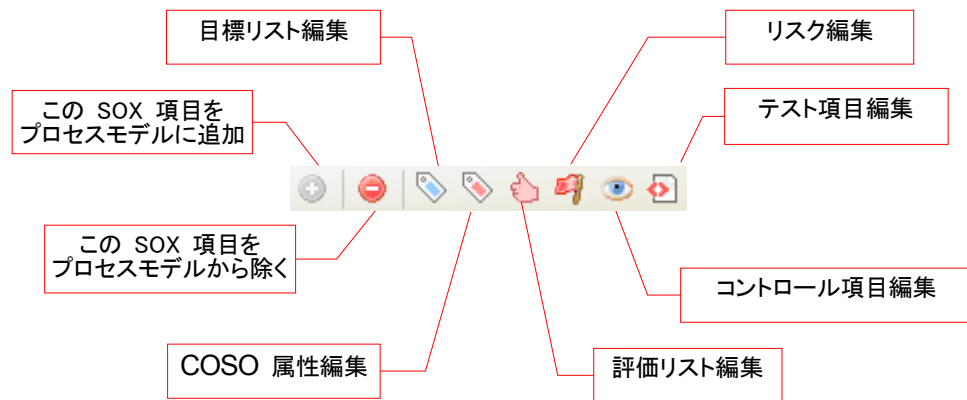 目標リスト編集
リスク編集
この SOX 項目を
プロセスモデルに追加
テスト項目編集
この SOX 項目を
プロセスモデルから除く
コントロール項目編集
COSO 属性編集
評価リスト編集